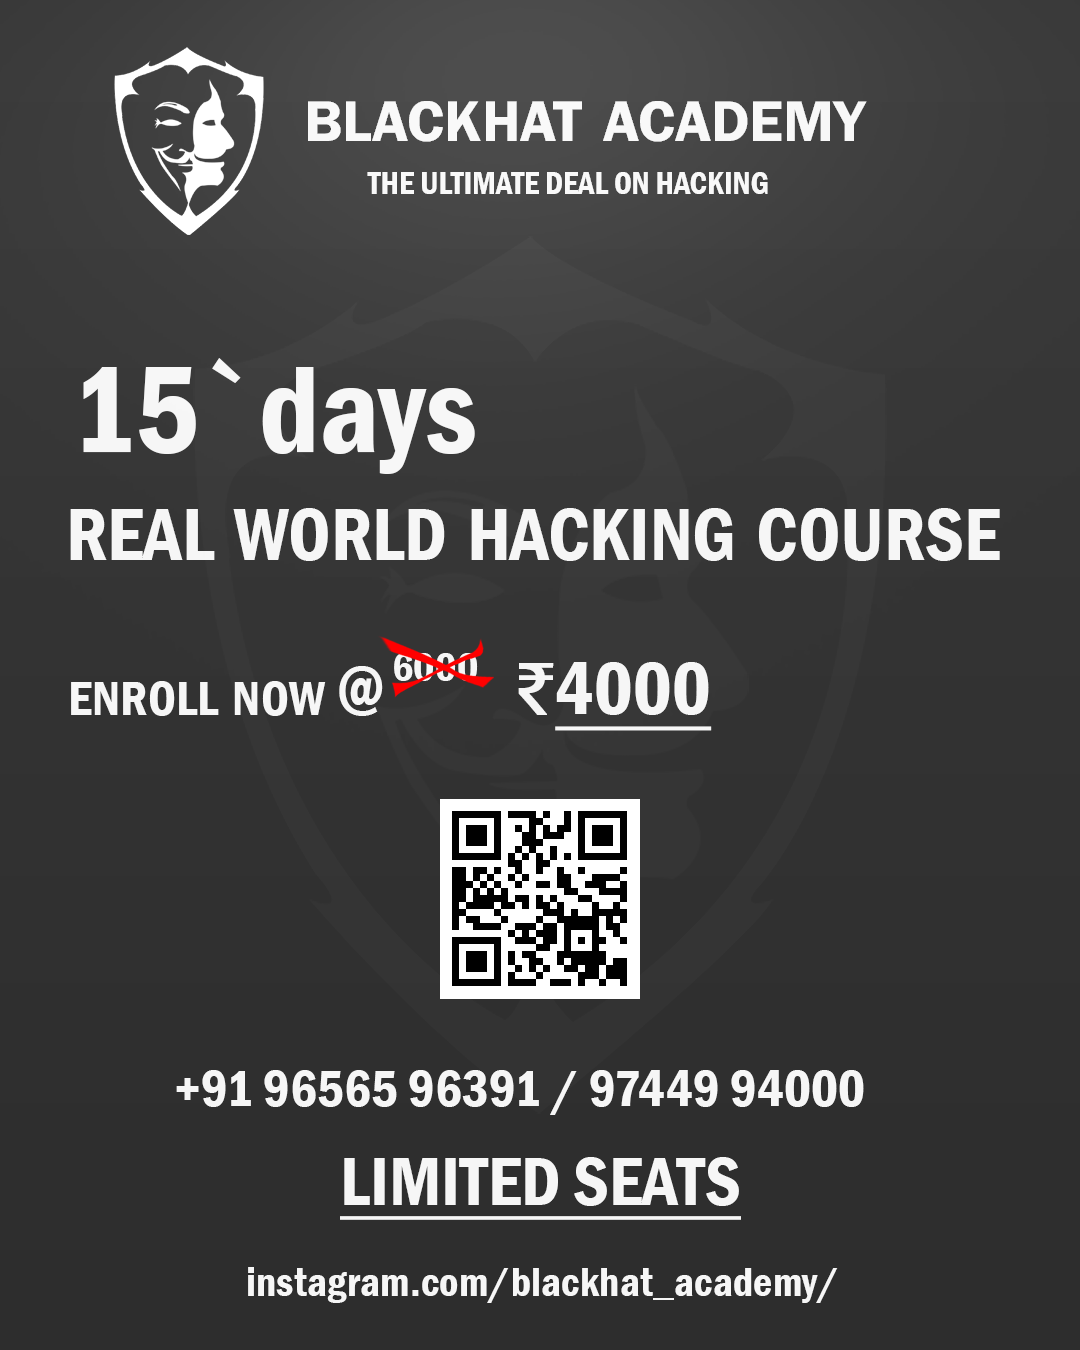 BLACKHAT ACADEMY
THE ULTIMATE DEAL ON HACKING
15`days
REAL WORLD HACKING COURSE
ENROLL NOW @ 6000 ₹4000
+91 96565 96391 / 97449 94000
LIMITED SEATS
instagram.com/blackhat_academy/